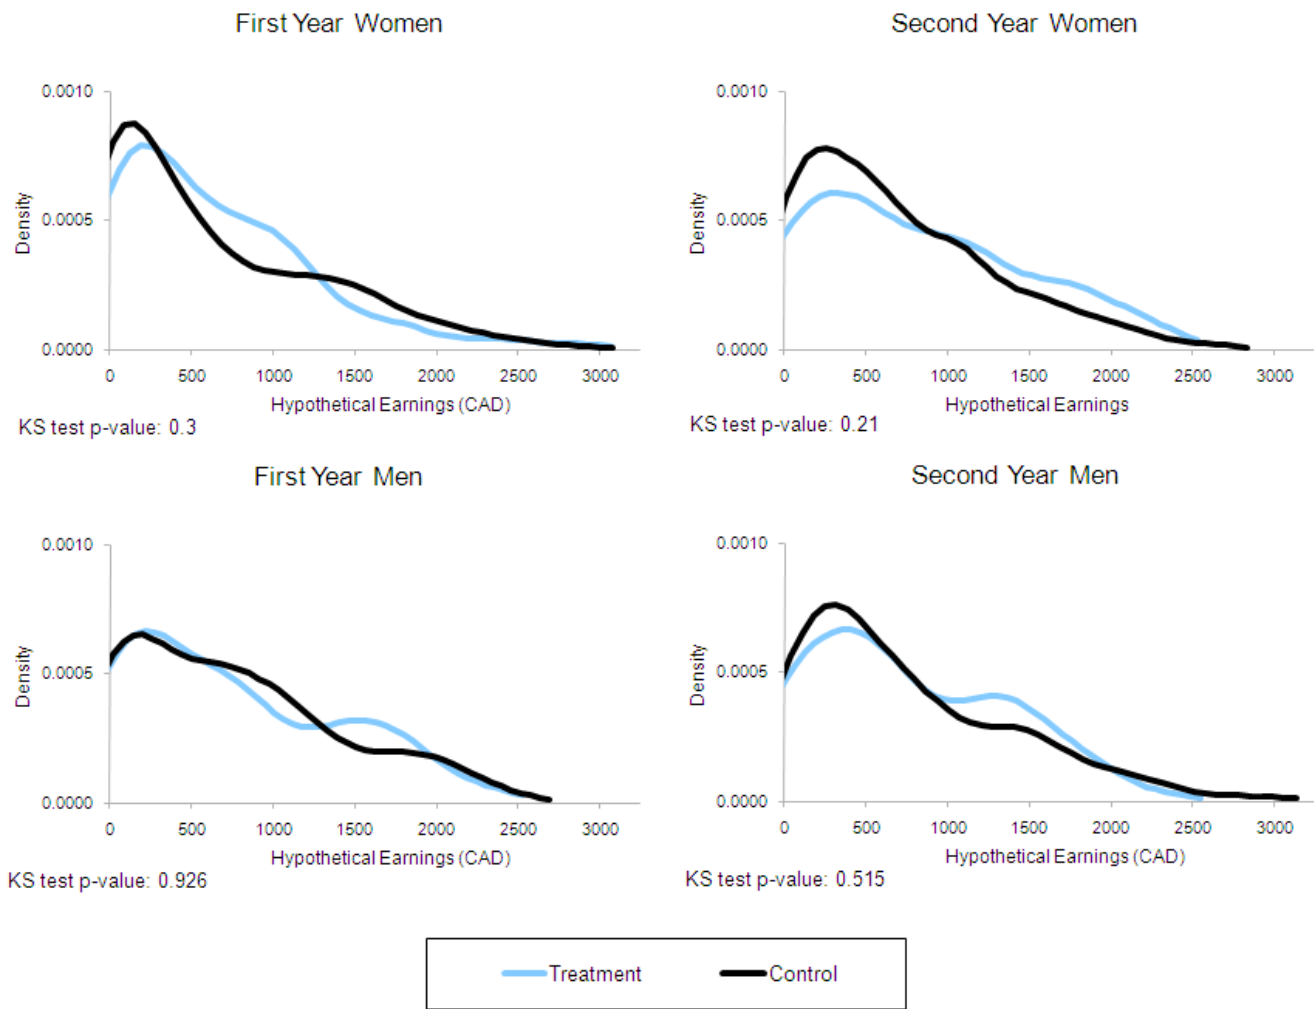 First Year Women
0.0010
0.0005
0.0000
Density
0 500 1000 1500 2000 2500 3000
Hypothetical Earnings (CAD)
KS test p-value: 0.3
Second Year Women
0.0010
0.0005
0.0000
Density
0 500 1000 1500 2000 2500 3000
Hypothetical Earnings
KS test p-value: 0.21
First Year Men
0.0010
0.0005
0.0000
Density
0 500 1000 1500 2000 2500 3000
Hypothetical Earnings (CAD)
KS test p-value: 0.926
Second Year Men
0.0010
0.0005
0.0000
Density
0 500 1000 1500 2000 2500 3000
Hypothetical Earnings (CAD)
KS test p-value: 0.515
Treatment Control